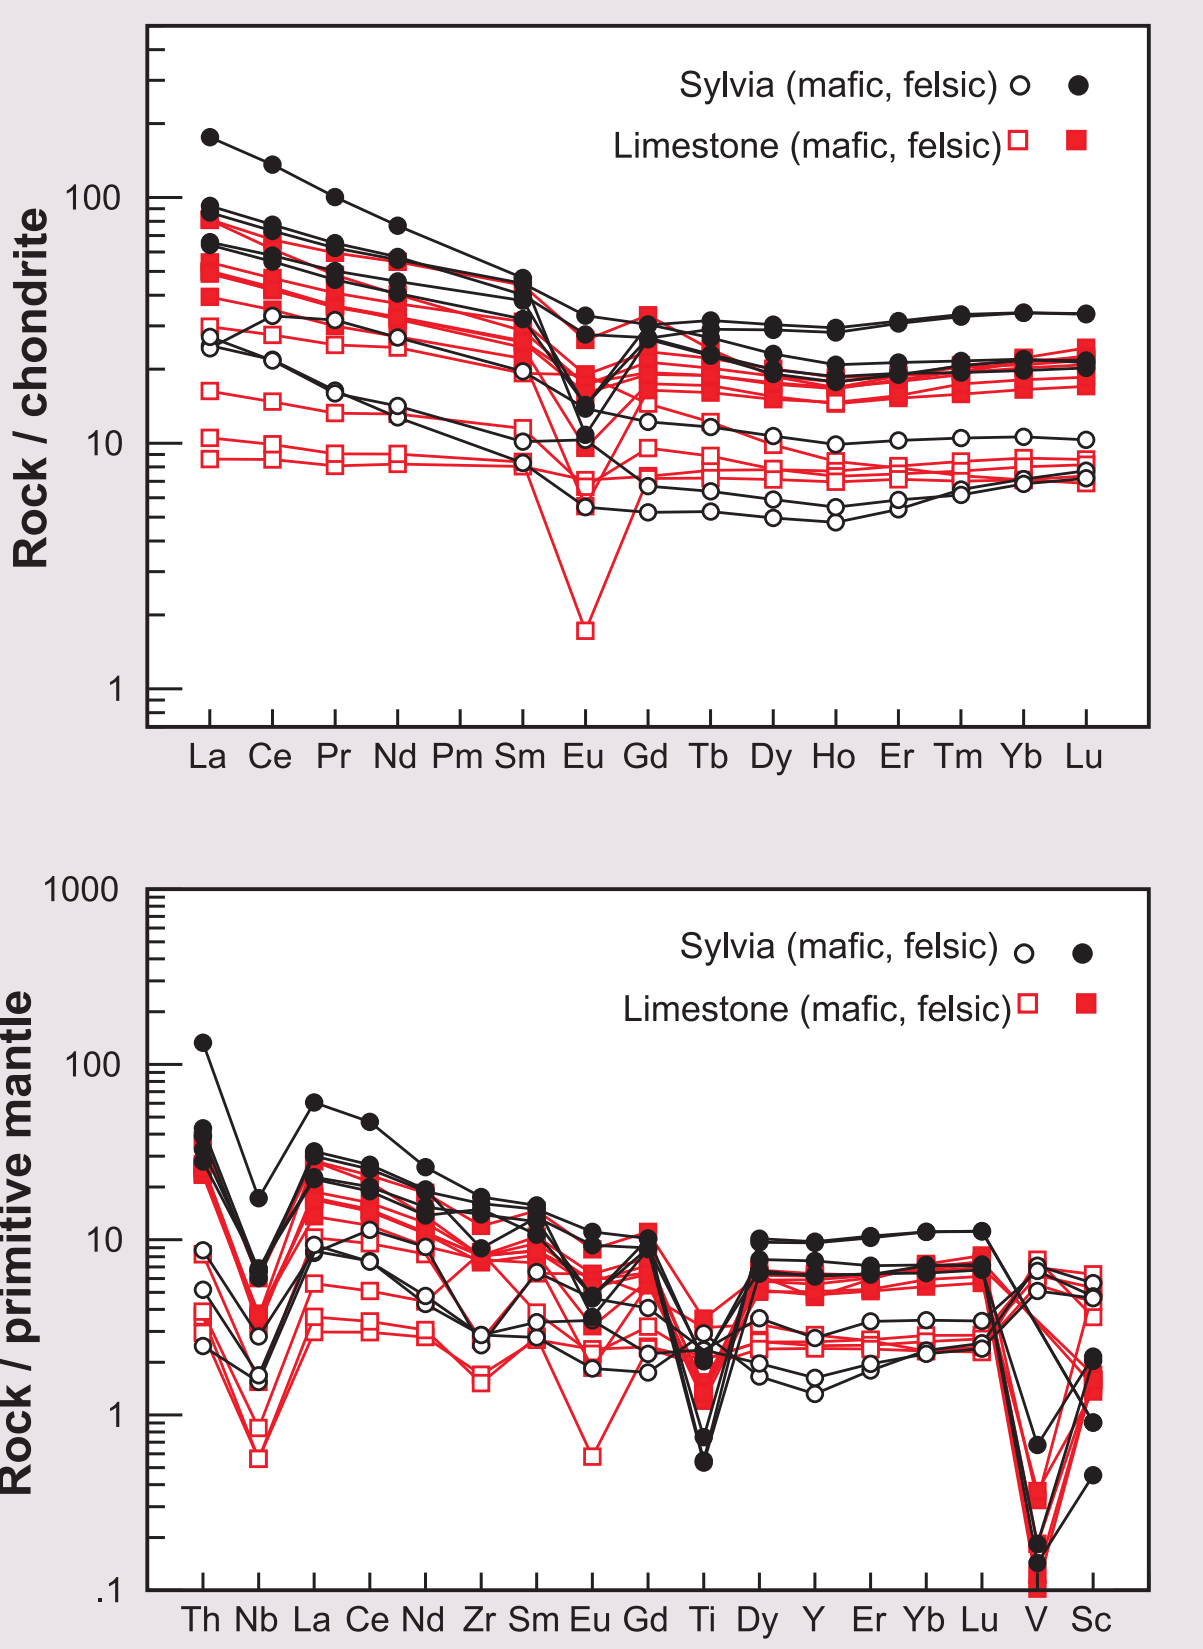 Sylvia (mafic, felsic)
Limestone (mafic, felsic)
Rock / chondrite
100
10
1
La Ce Pr Nd Pm Sm Eu Gd Tb Dy Ho Er Tm Yb Lu
1000
Sylvia (mafic, felsic)
Limestone (mafic, felsic)
Rock / primitive mantle
100
10
1
.1
Th Nb La Ce Nd Zr Sm Eu Gd Ti Dy Y Er Yb Lu V Sc